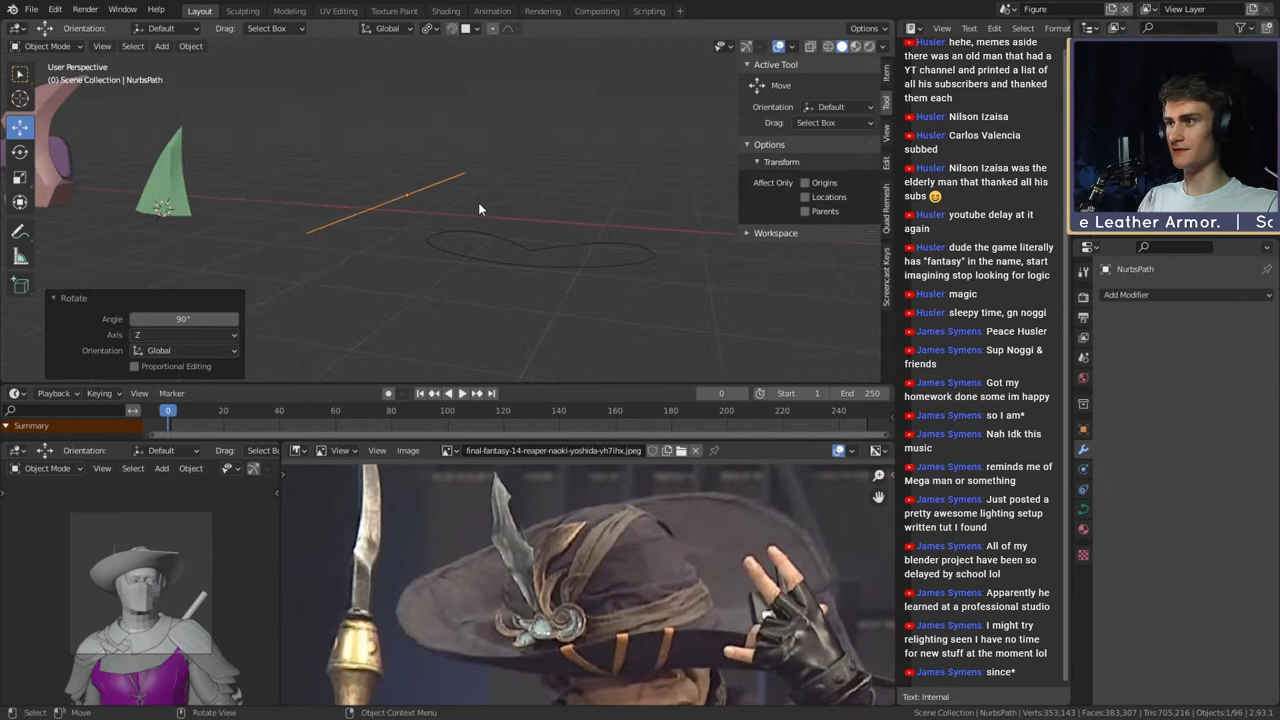 File Edit Render Window Help
Layout Sculpting Modeling UV Editing Texture Paint Shading Animation Rendering Compositing Scripting +
Figure
View Layer
Orientation: Default Drag: Select Box
Global
Options
View Text Edit Select Format
Object Mode View Select Add Object
User Perspective
(0) Scene Collection | NurbsPath
Active Tool
Move
Orientation Default
Drag: Select Box
Options
Transform
Affect Only Origins
Locations
Parents
Workspace
Item
Tool
View
Edit
Quad Remesh
Screencast Keys
Rotate
Angle 90°
Axis Z
Orientation Global
Proportional Editing
Husler: hehe, memes aside
there was an old man that had a
YT channel and printed a list of
all his subscribers and thanked
them each
Husler: Nilson Izaisa
Husler: Carlos Valencia
subbed
Husler: Nilson Izaisa was the
elderly man that thanked all his
subs
Husler: youtube delay at it
again
Husler: dude the game literally
has "fantasy" in the name, start
imagining stop looking for logic
Husler: magic
Husler: sleepy time, gn noggi
James Symens: Peace Husler
James Symens: Sup Noggi &
friends
James Symens: Got my
homework done some im happy
James Symens: so I am*
James Symens: Nah Idk this
music
James Symens: reminds me of
Mega man or something
James Symens: Just posted a
pretty awesome lighting setup
written tut I found
James Symens: All of my
blender project have been so
delayed by school lol
James Symens: Apparently he
learned at a professional studio
James Symens: I might try
relighting seen I have no time
for new stuff at the moment lol
James Symens: since*
Text: Internal
e Leather Armor. | Sc
NurbsPath
Add Modifier
Playback Keying View Marker
0
Start 1 End 250
0 20 40 60 80 100 120 140 160 180 200 220 240
Summary
Orientation: Default Drag: Select Bo
Object Mode View Select Add Object
View View Image final-fantasy-14-reaper-naoki-yoshida-vh7ihx.jpeg
Select Move Rotate View Object Context Menu
Scene Collection | NurbsPath | Verts:353,143 | Faces:383,307 | Tris:705,216 | Objects:1/96 | 2.93.1